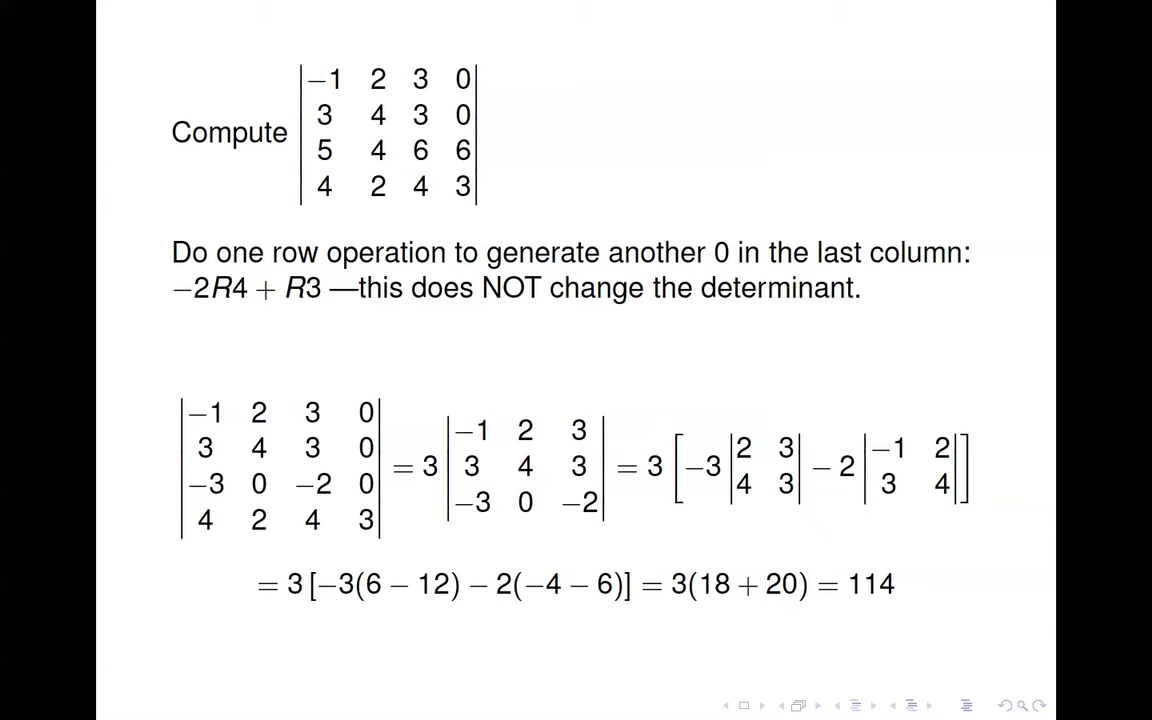 Compute
|−1 2 3 0|
|3 4 3 0|
|5 4 6 6|
|4 2 4 3|
Do one row operation to generate another 0 in the last column:
−2R4 + R3 —this does NOT change the determinant.
|−1 2 3 0; 3 4 3 0; −3 0 −2 0; 4 2 4 3| = 3 |−1 2 3; 3 4 3; −3 0 −2| = 3 [−3 |2 3; 4 3| − 2 |−1 2; 3 4|]
= 3 [−3(6 − 12) − 2(−4 − 6)] = 3(18 + 20) = 114